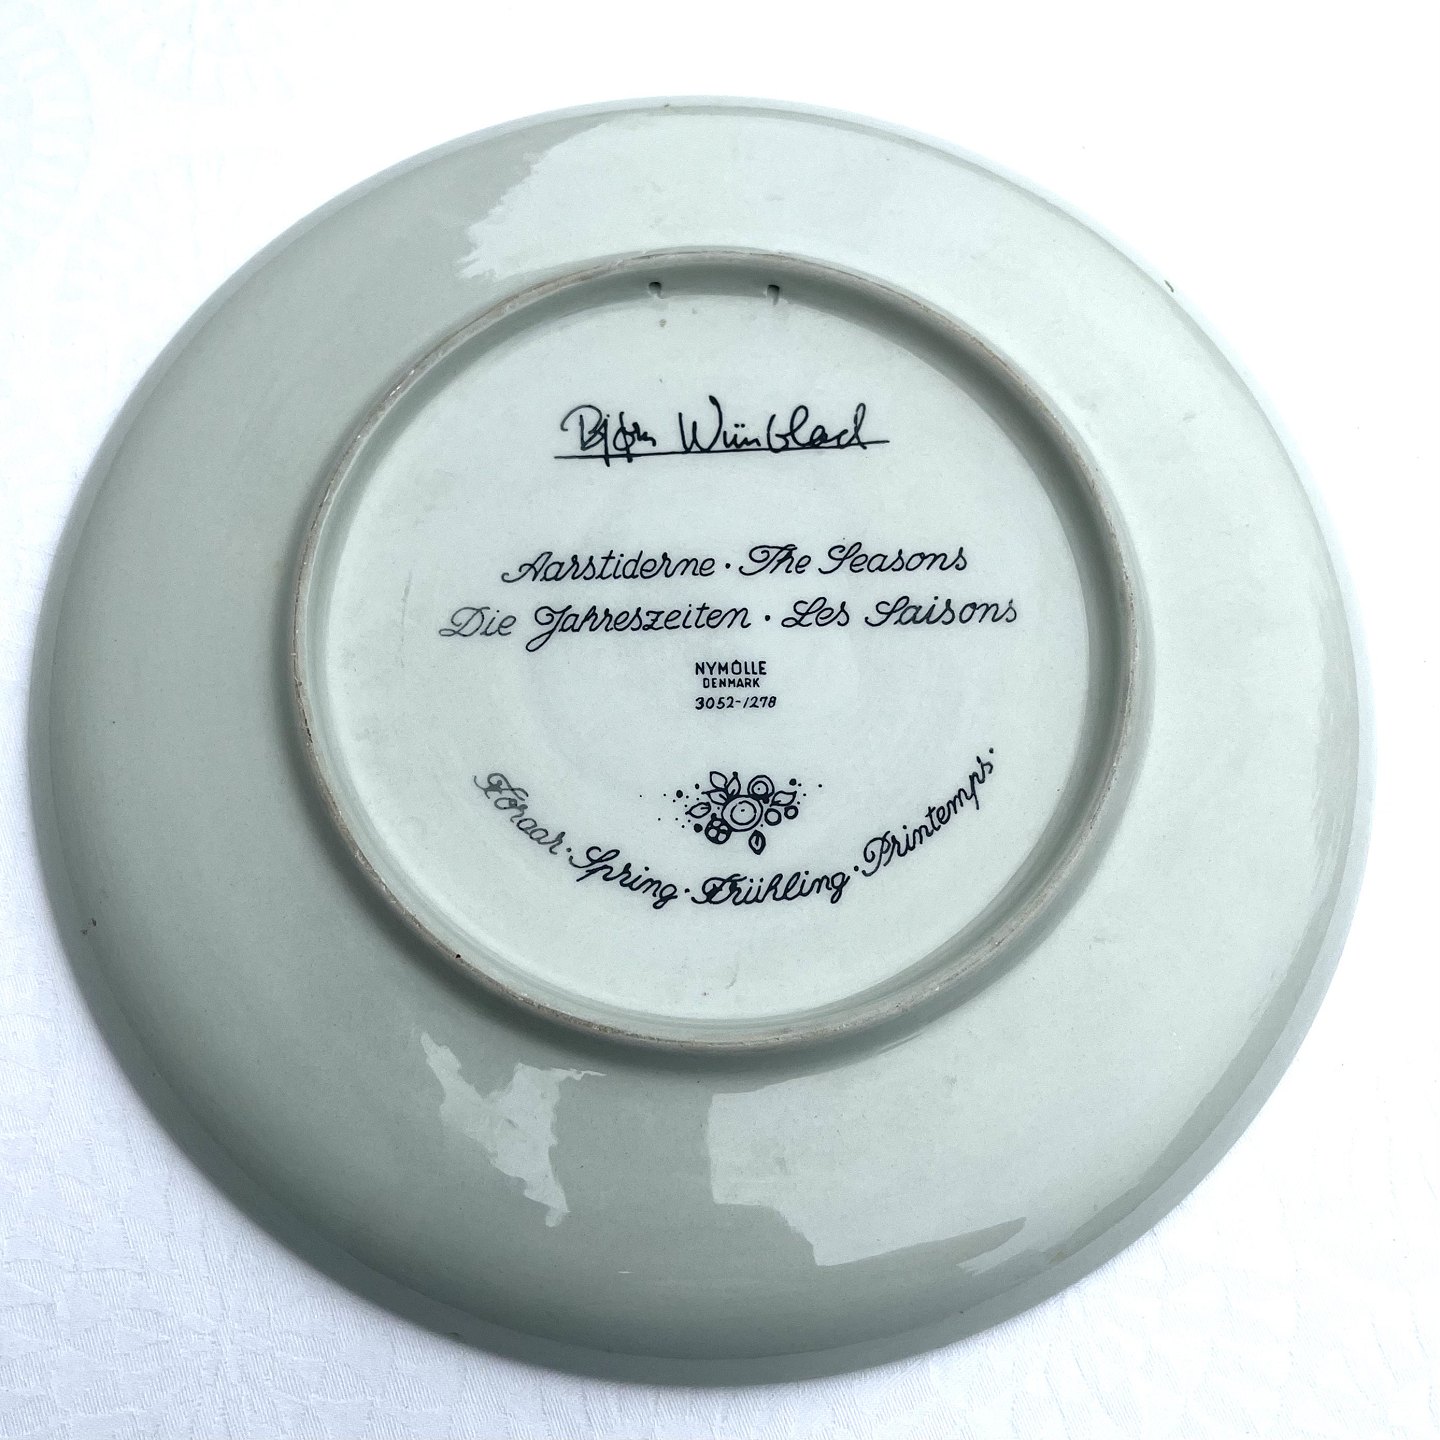 Bjørn Wiinblad
Aarstiderne · The Seasons
Die Jahreszeiten · Les Saisons
NYMÖLLE
DENMARK
3052-1278
Foraar · Spring · Frühling · Printemps ·